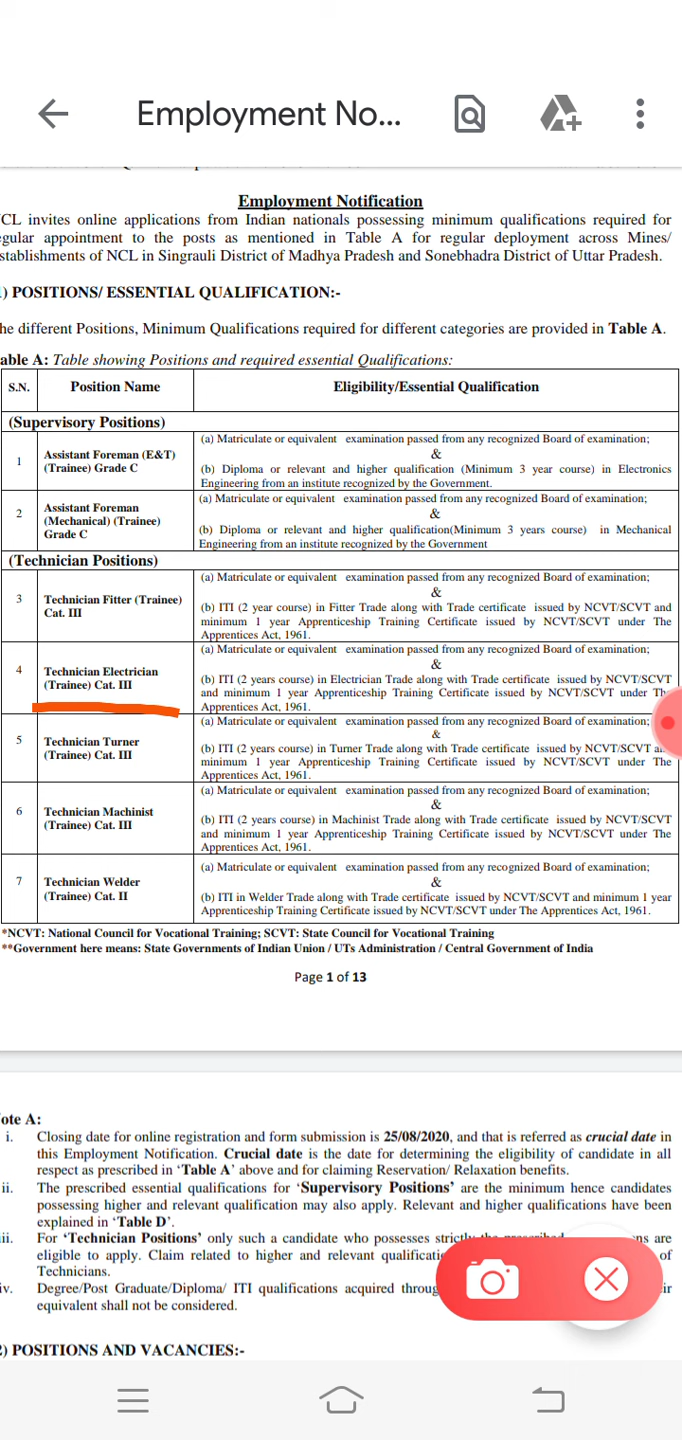 Employment No...
Employment Notification
CL invites online applications from Indian nationals possessing minimum qualifications required for
gular appointment to the posts as mentioned in Table A for regular deployment across Mines/
stablishments of NCL in Singrauli District of Madhya Pradesh and Sonebhadra District of Uttar Pradesh.
) POSITIONS/ ESSENTIAL QUALIFICATION:-
he different Positions, Minimum Qualifications required for different categories are provided in Table A.
able A: Table showing Positions and required essential Qualifications:
S.N. Position Name Eligibility/Essential Qualification
(Supervisory Positions)
1 Assistant Foreman (E&T) (Trainee) Grade C
(a) Matriculate or equivalent examination passed from any recognized Board of examination;
&
(b) Diploma or relevant and higher qualification (Minimum 3 year course) in Electronics
Engineering from an institute recognized by the Government.
2 Assistant Foreman (Mechanical) (Trainee) Grade C
(a) Matriculate or equivalent examination passed from any recognized Board of examination;
&
(b) Diploma or relevant and higher qualification(Minimum 3 years course) in Mechanical
Engineering from an institute recognized by the Government
(Technician Positions)
3 Technician Fitter (Trainee) Cat. III
(a) Matriculate or equivalent examination passed from any recognized Board of examination;
&
(b) ITI (2 year course) in Fitter Trade along with Trade certificate issued by NCVT/SCVT and
minimum 1 year Apprenticeship Training Certificate issued by NCVT/SCVT under The
Apprentices Act, 1961.
4 Technician Electrician (Trainee) Cat. III
(a) Matriculate or equivalent examination passed from any recognized Board of examination;
&
(b) ITI (2 years course) in Electrician Trade along with Trade certificate issued by NCVT/SCVT
and minimum 1 year Apprenticeship Training Certificate issued by NCVT/SCVT under Th
Apprentices Act, 1961.
5 Technician Turner (Trainee) Cat. III
(a) Matriculate or equivalent examination passed from any recognized Board of examination;
&
(b) ITI (2 years course) in Turner Trade along with Trade certificate issued by NCVT/SCVT
minimum 1 year Apprenticeship Training Certificate issued by NCVT/SCVT under The
Apprentices Act, 1961.
6 Technician Machinist (Trainee) Cat. III
(a) Matriculate or equivalent examination passed from any recognized Board of examination;
&
(b) ITI (2 years course) in Machinist Trade along with Trade certificate issued by NCVT/SCVT
and minimum 1 year Apprenticeship Training Certificate issued by NCVT/SCVT under The
Apprentices Act, 1961.
7 Technician Welder (Trainee) Cat. II
(a) Matriculate or equivalent examination passed from any recognized Board of examination;
&
(b) ITI in Welder Trade along with Trade certificate issued by NCVT/SCVT and minimum 1 year
Apprenticeship Training Certificate issued by NCVT/SCVT under The Apprentices Act, 1961.
*NCVT: National Council for Vocational Training; SCVT: State Council for Vocational Training
**Government here means: State Governments of Indian Union / UTs Administration / Central Government of India
Page 1 of 13
ote A:
i. Closing date for online registration and form submission is 25/08/2020, and that is referred as crucial date in
this Employment Notification. Crucial date is the date for determining the eligibility of candidate in all
respect as prescribed in ‘Table A’ above and for claiming Reservation/ Relaxation benefits.
ii. The prescribed essential qualifications for ‘Supervisory Positions’ are the minimum hence candidates
possessing higher and relevant qualification may also apply. Relevant and higher qualifications have been
explained in ‘Table D’.
ii. For ‘Technician Positions’ only such a candidate who possesses are
eligible to apply. Claim related to higher and relevant of
Technicians.
iv. Degree/Post Graduate/Diploma/ ITI qualifications acquired
equivalent shall not be considered.
) POSITIONS AND VACANCIES:-